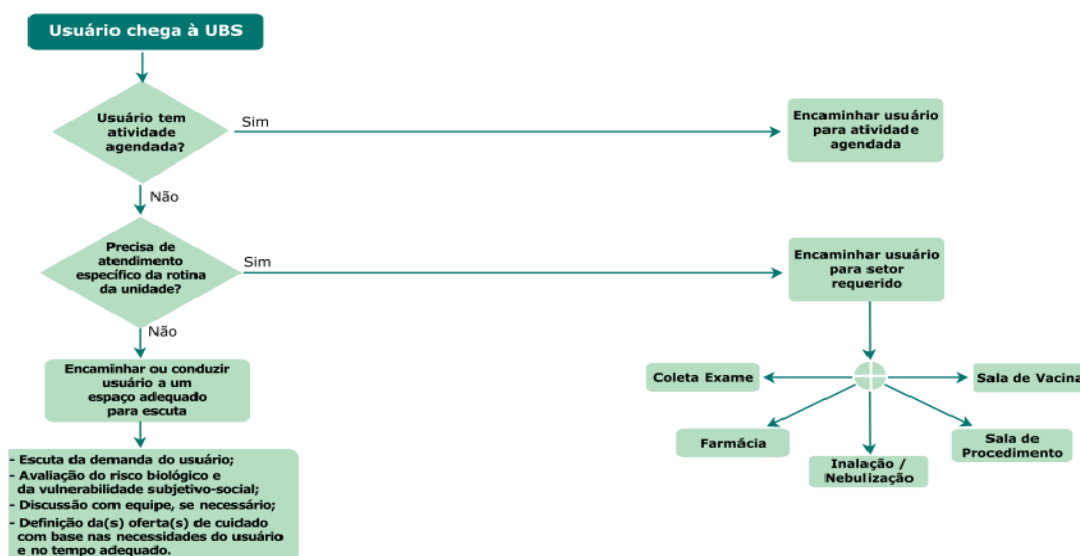 Usuário chega à UBS
Usuário tem
atividade
agendada?
Sim
Encaminhar usuário
para atividade
agendada
Não
Precisa de
atendimento
específico da rotina
da unidade?
Sim
Encaminhar usuário
para setor
requerido
Não
Encaminhar ou conduzir
usuário a um
espaço adequado
para escuta
Coleta Exame
Sala de Vacina
Farmácia
Sala de
Procedimento
Inalação /
Nebulização
- Escuta da demanda do usuário;
- Avaliação do risco biológico e
da vulnerabilidade subjetivo-social;
- Discussão com equipe, se necessário;
- Definição da(s) oferta(s) de cuidado
com base nas necessidades do usuário
e no tempo adequado.